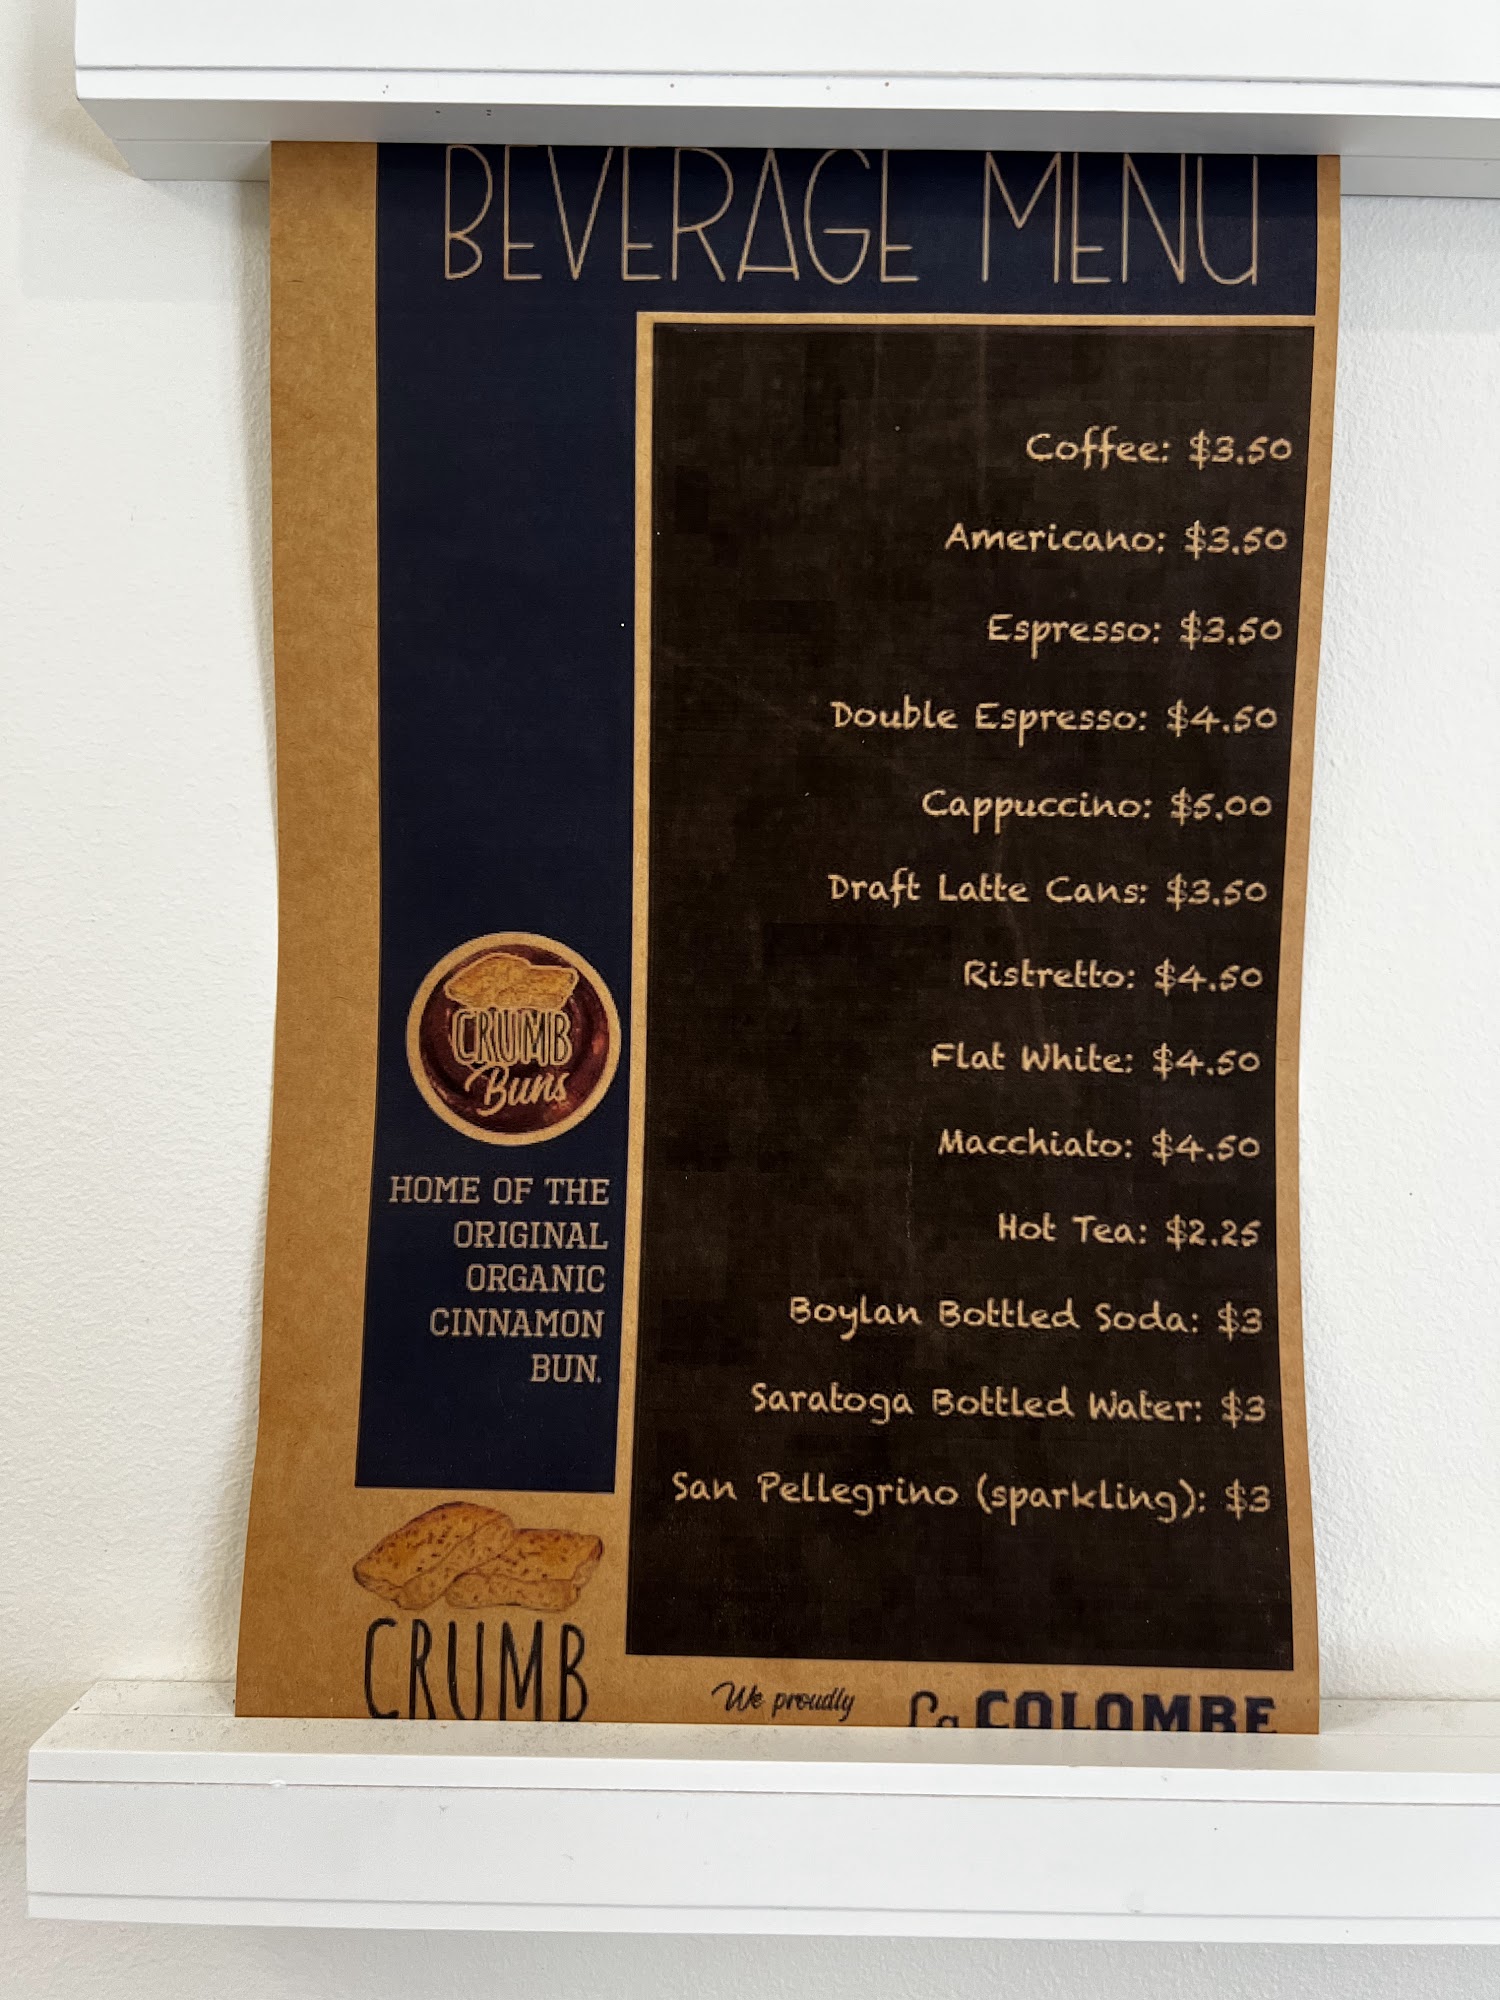 BEVERAGE MENU
Coffee: $3.50
Americano: $3.50
Espresso: $3.50
Double Espresso: $4.50
Cappuccino: $5.00
Draft Latte Cans: $3.50
Ristretto: $4.50
Flat White: $4.50
Macchiato: $4.50
Hot Tea: $2.25
Boylan Bottled Soda: $3
Saratoga Bottled Water: $3
San Pellegrino (sparkling): $3
CRUMB
Buns
HOME OF THE
ORIGINAL
ORGANIC
CINNAMON
BUN.
CRUMB
We proudly
La COLOMBE